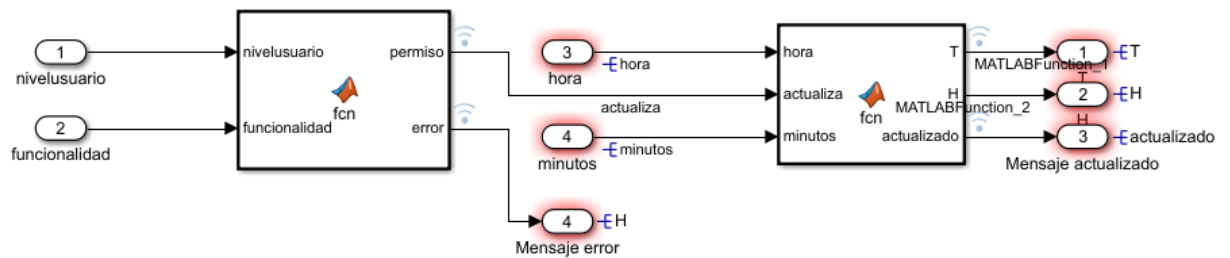 1
nivelusuario
2
funcionalidad
nivelusuario
funcionalidad
fcn
permiso
error
3
hora
hora
actualiza
4
minutos
minutos
4
H
Mensaje error
hora
actualiza
minutos
fcn
T
H
actualizado
MATLABFunction_1
MATLABFunction_2
1
T
T
2
H
H
3
actualizado
Mensaje actualizado